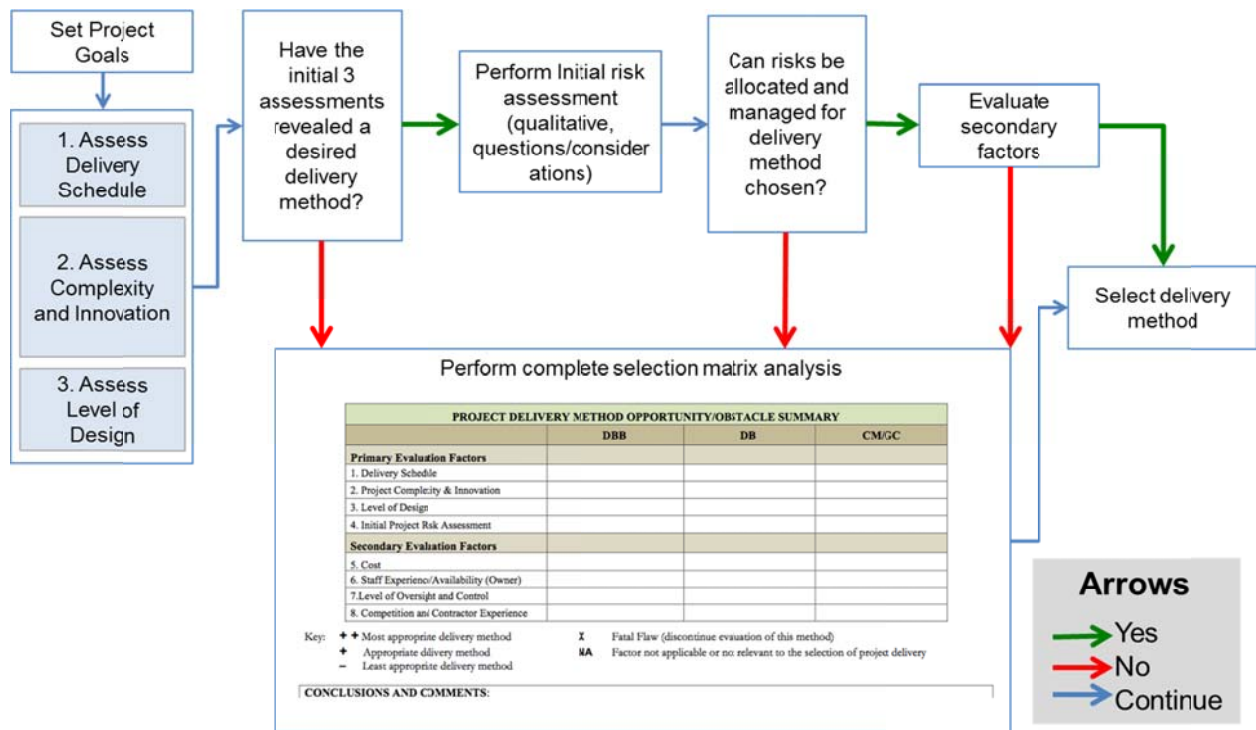 Set Project
Goals
1. Assess
Delivery
Schedule
2. Assess
Complexity
and Innovation
3. Assess
Level of
Design
Have the
initial 3
assessments
revealed a
desired
delivery
method?
Perform Initial risk
assessment
(qualitative,
questions/consider
ations)
Can risks be
allocated and
managed for
delivery
method
chosen?
Evaluate
secondary
factors
Select delivery
method
Perform complete selection matrix analysis
PROJECT DELIVERY METHOD OPPORTUNITY/OBSTACLE SUMMARY
DBB DB CM/GC
Primary Evaluation Factors
1. Delivery Schedule
2. Project Complexity & Innovation
3. Level of Design
4. Initial Project Risk Assessment
Secondary Evaluation Factors
5. Cost
6. Staff Experience/Availability (Owner)
7.Level of Oversight and Control
8. Competition and Contractor Experience
Key: + + Most appropriate delivery method X Fatal Flaw (discontinue evaluation of this method)
+ Appropriate delivery method NA Factor not applicable or not relevant to the selection of project delivery
– Least appropriate delivery method
CONCLUSIONS AND COMMENTS:
Arrows
Yes
No
Continue